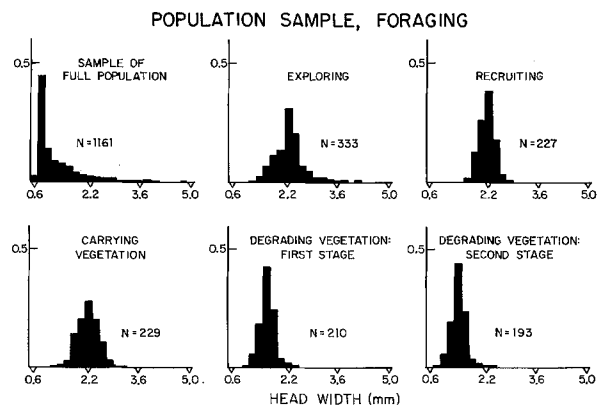 POPULATION SAMPLE, FORAGING
0.5
SAMPLE OF
FULL POPULATION
N=1161
0.6 2.2 3.6 5.0
0.5
EXPLORING
N=333
0.6 2.2 3.6 5.0
0.5
RECRUITING
N=227
0.6 2.2 3.6 5.0
0.5
CARRYING
VEGETATION
N=229
0.6 2.2 3.6 5.0.
0.5
DEGRADING VEGETATION:
FIRST STAGE
N=210
0.6 2.2 3.6 5.0
0.5
DEGRADING VEGETATION:
SECOND STAGE
N=193
0.6 2.2 3.6 5.0
HEAD WIDTH (mm)